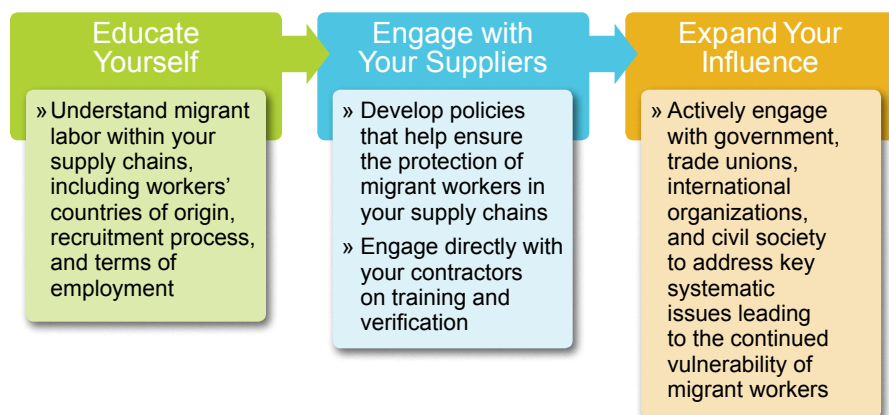 Educate
Yourself
» Understand migrant
labor within your
supply chains,
including workers’
countries of origin,
recruitment process,
and terms of
employment
Engage with
Your Suppliers
» Develop policies
that help ensure
the protection of
migrant workers in
your supply chains
» Engage directly with
your contractors
on training and
verification
Expand Your
Influence
» Actively engage
with government,
trade unions,
international
organizations,
and civil society
to address key
systematic
issues leading
to the continued
vulnerability of
migrant workers